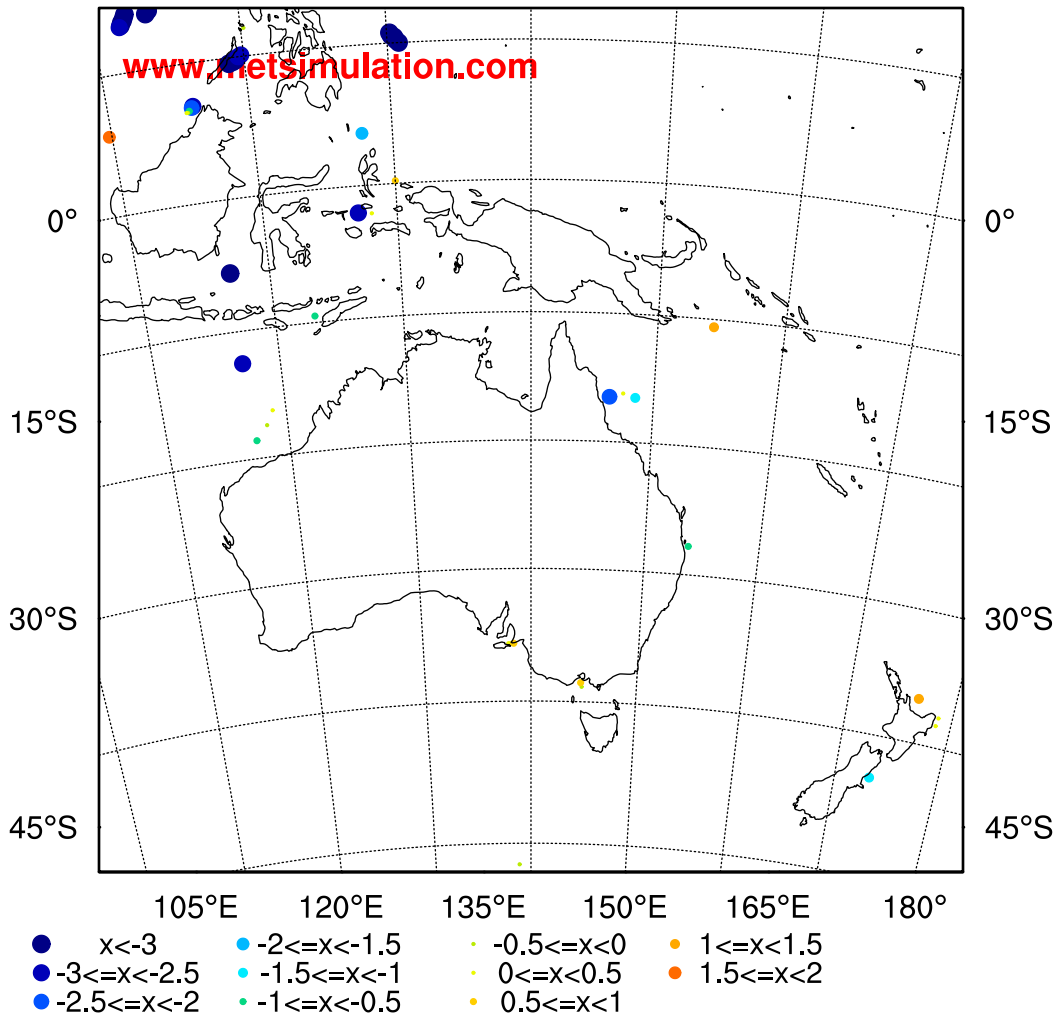 www.metsimulation.com
0° 0°
15°S 15°S
30°S 30°S
45°S 45°S
105°E 120°E 135°E 150°E 165°E 180°
x<-3 -2<=x<-1.5 -0.5<=x<0 1<=x<1.5
-3<=x<-2.5 -1.5<=x<-1 0<=x<0.5 1.5<=x<2
-2.5<=x<-2 -1<=x<-0.5 0.5<=x<1